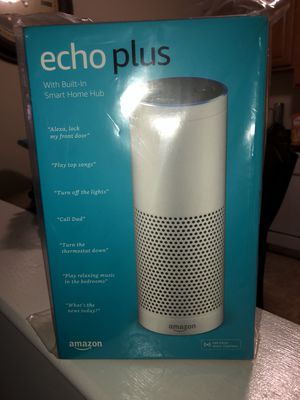 echo plus
With Built-In
Smart Home Hub
"Alexa, lock
my front door"
"Play top songs"
"Turn off the lights"
"Call Dad"
"Turn the
thermostat down"
"Play relaxing music
in the bedrooms"
"What's the
news today?"
amazon
amazon